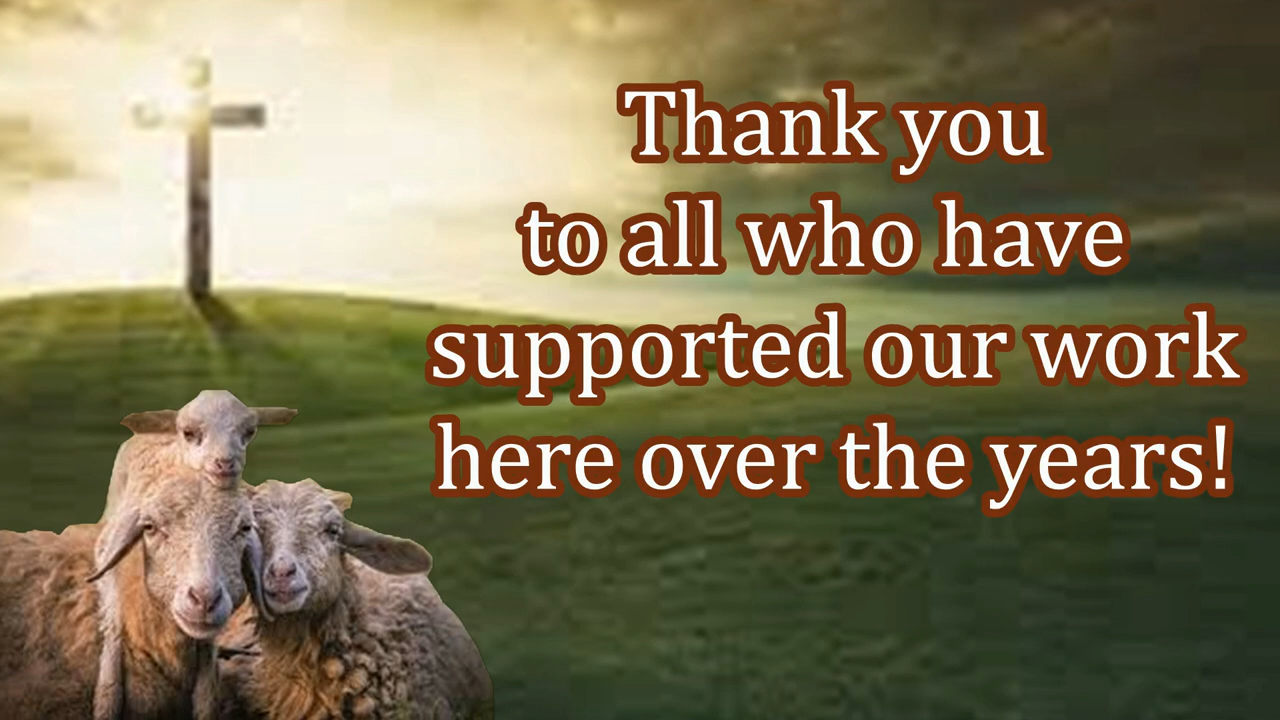 Thank you
to all who have
supported our work
here over the years!